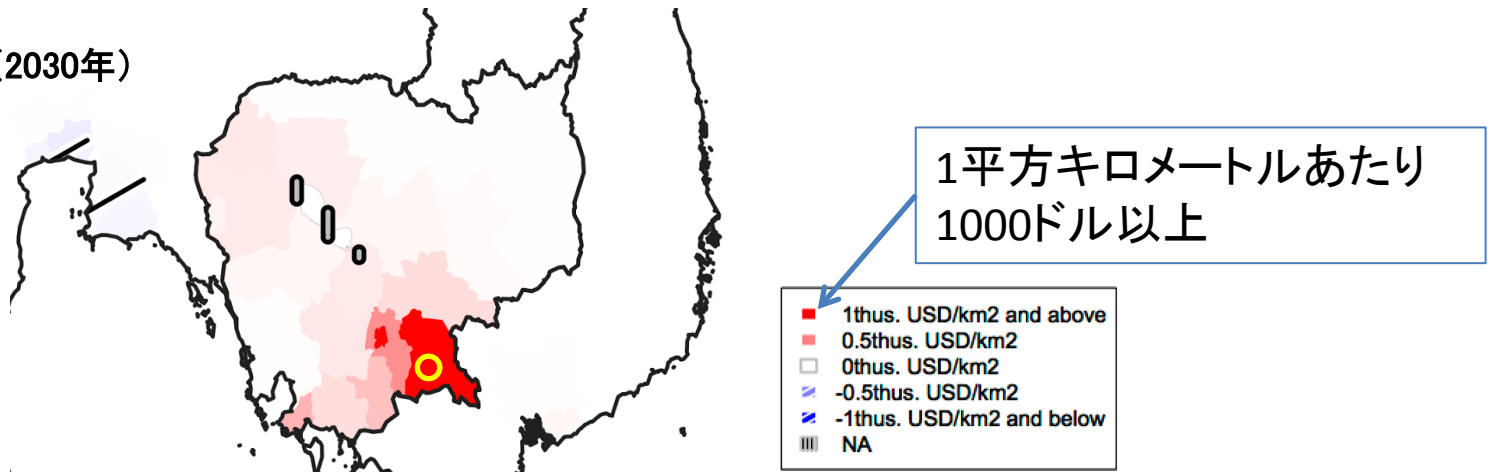 (2030年)
1平方キロメートルあたり
1000ドル以上
1thus. USD/km2 and above
0.5thus. USD/km2
0thus. USD/km2
-0.5thus. USD/km2
-1thus. USD/km2 and below
NA